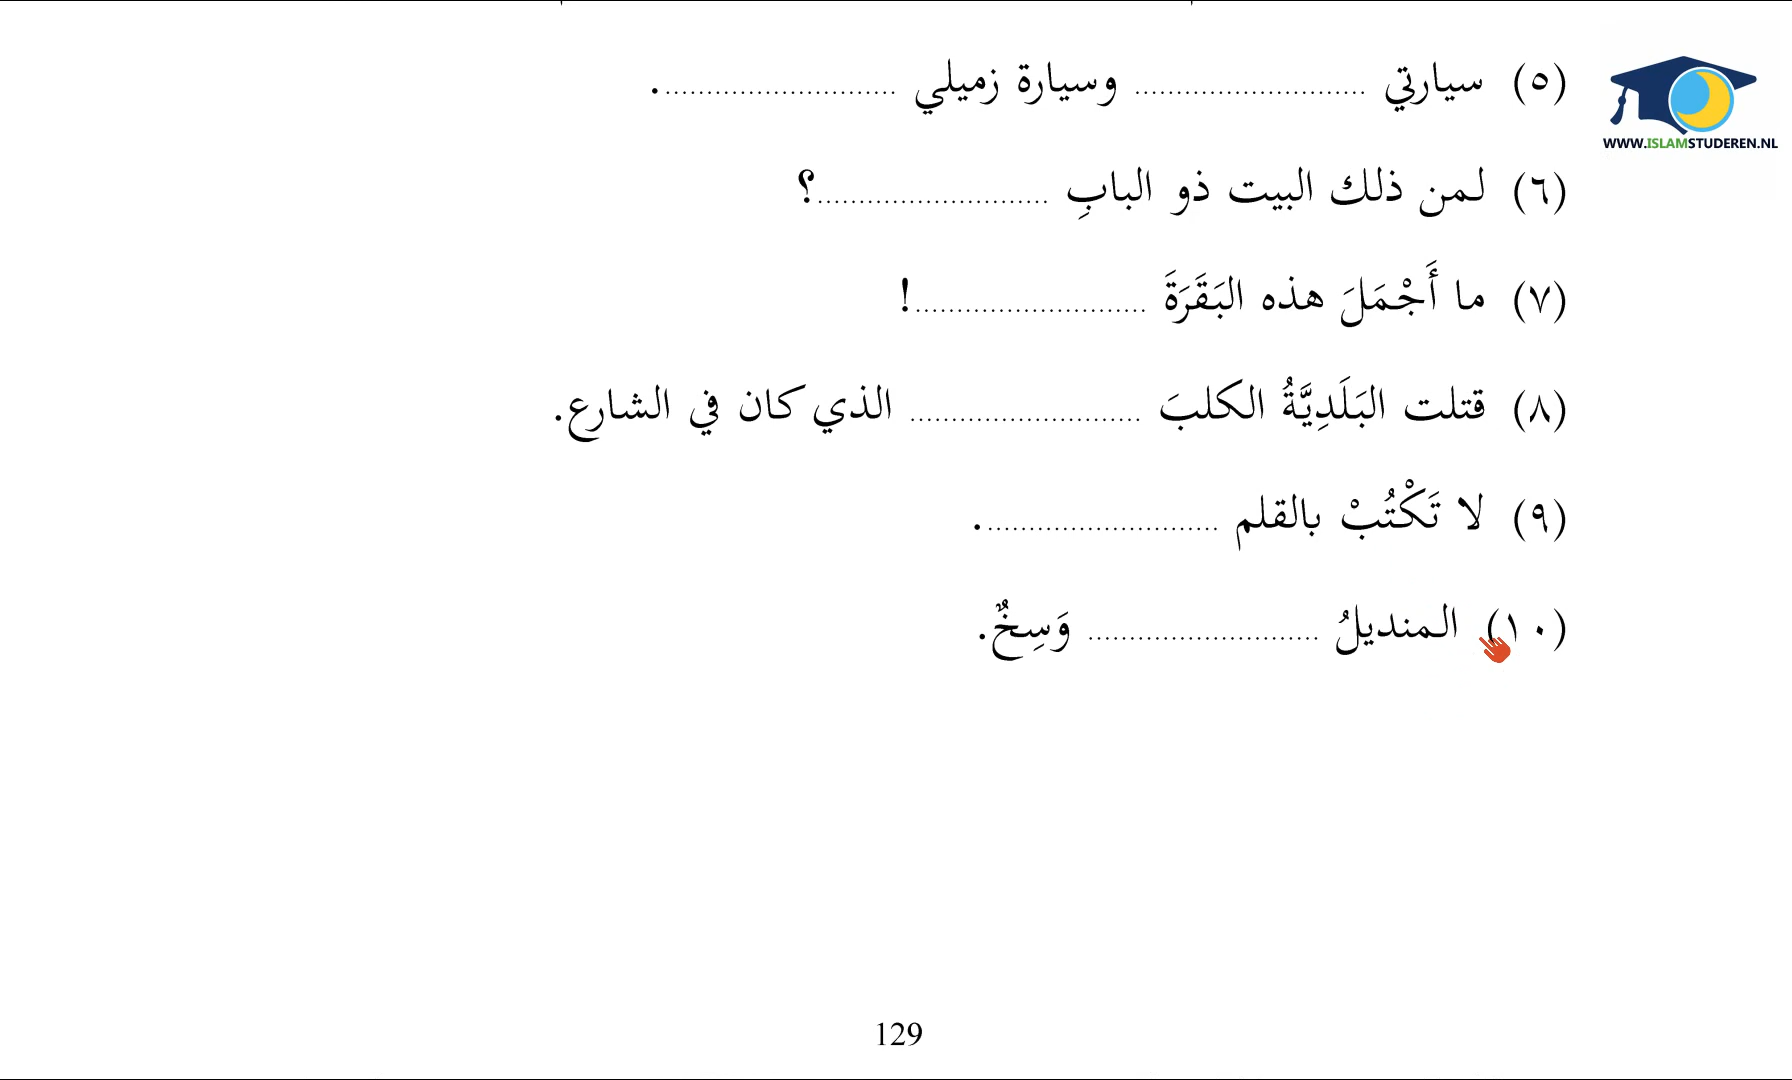 (٥) سيارتي ........................... وسيارة زميلي ............................
WWW.ISLAMSTUDEREN.NL
(٦) لمن ذلك البيت ذو البابِ ...........................؟
(٧) ما أَجْمَلَ هذه البَقَرَةَ ...........................!
(٨) قتلت البَلَدِيَّةُ الكلبَ ........................... الذي كان في الشارع.
(٩) لا تَكْتُبْ بالقلم ............................
(١٠) المنديلُ ........................... وَسِخٌ.
129